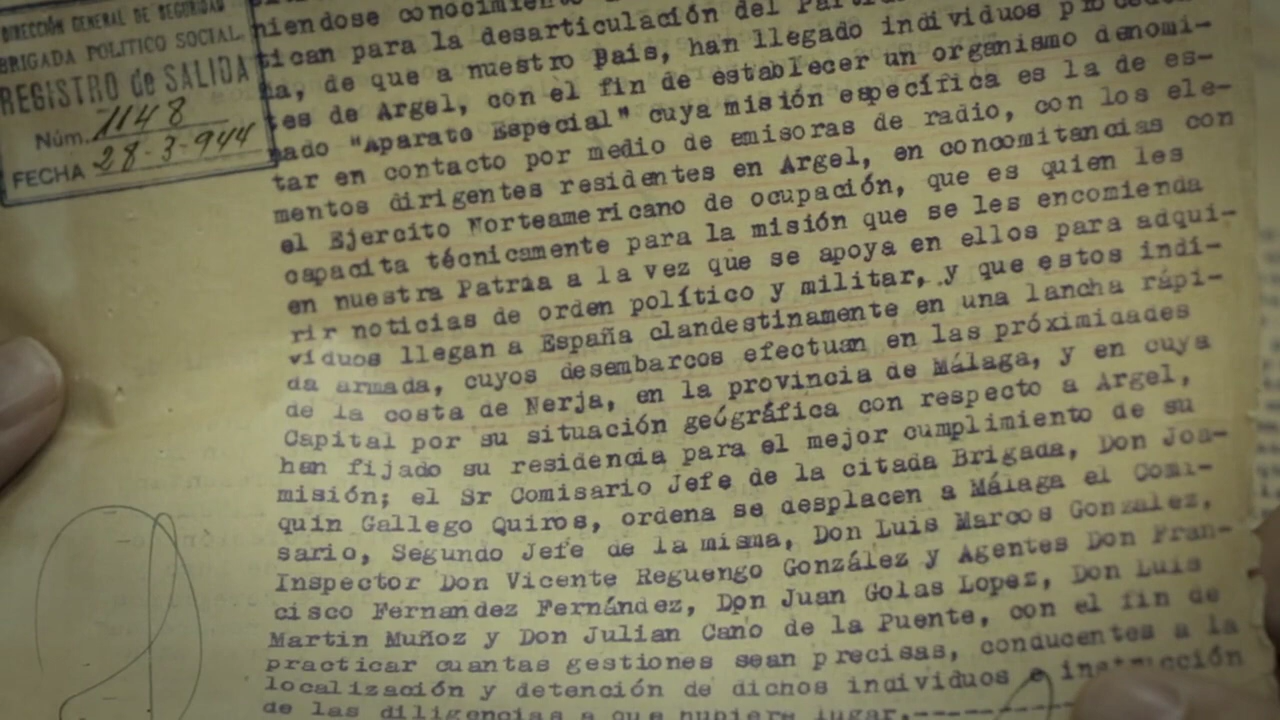 DIRECCIÓN GENERAL DE SEGURIDAD
BRIGADA POLITICO SOCIAL.
REGISTRO de SALIDA
Núm. 1148
FECHA 28-3-944
niendose conocimiento
tican para la desarticulación del
da, de que a nuestro Pais, han llegado individuos proceden
tes de Argel, con el fin de establecer un organismo denomi-
nado "Aparato Especial" cuya misión específica es la de es-
tar en contacto por medio de emisoras de radio, con los ele-
mentos dirigentes residentes en Argel, en concomitancias con
el Ejercito Norteamericano de ocupación, que es quien les
capacita técnicamente para la misión que se les encomienda
en nuestra Patria a la vez que se apoya en ellos para adqui-
rir noticias de orden político y militar, y que estos indi-
viduos llegan a España clandestinamente en una lancha rápi-
da armada, cuyos desembarcos efectuan en las próximidades
de la costa de Nerja, en la provincia de Málaga, y en cuya
Capital por su situación geógráfica con respecto a Argel,
han fijado su residencia para el mejor cumplimiento de su
misión; el Sr Comisario Jefe de la citada Brigada, Don Joa-
quin Gallego Quiros, ordena se desplacen a Málaga el Comi-
sario, Segundo Jefe de la misma, Don Luis Marcos Gonzalez,
Inspector Don Vicente Reguengo González y Agentes Don Fran-
cisco Fernandez Fernández, Don Juan Golas Lopez, Don Luis
Martin Muñoz y Don Julian Cano de la Puente, con el fin de
practicar cuantas gestiones sean precisas, conducentes a la
localización y detención de dichos individuos e instrucción
de las diligencias a que hubiere lugar.--------